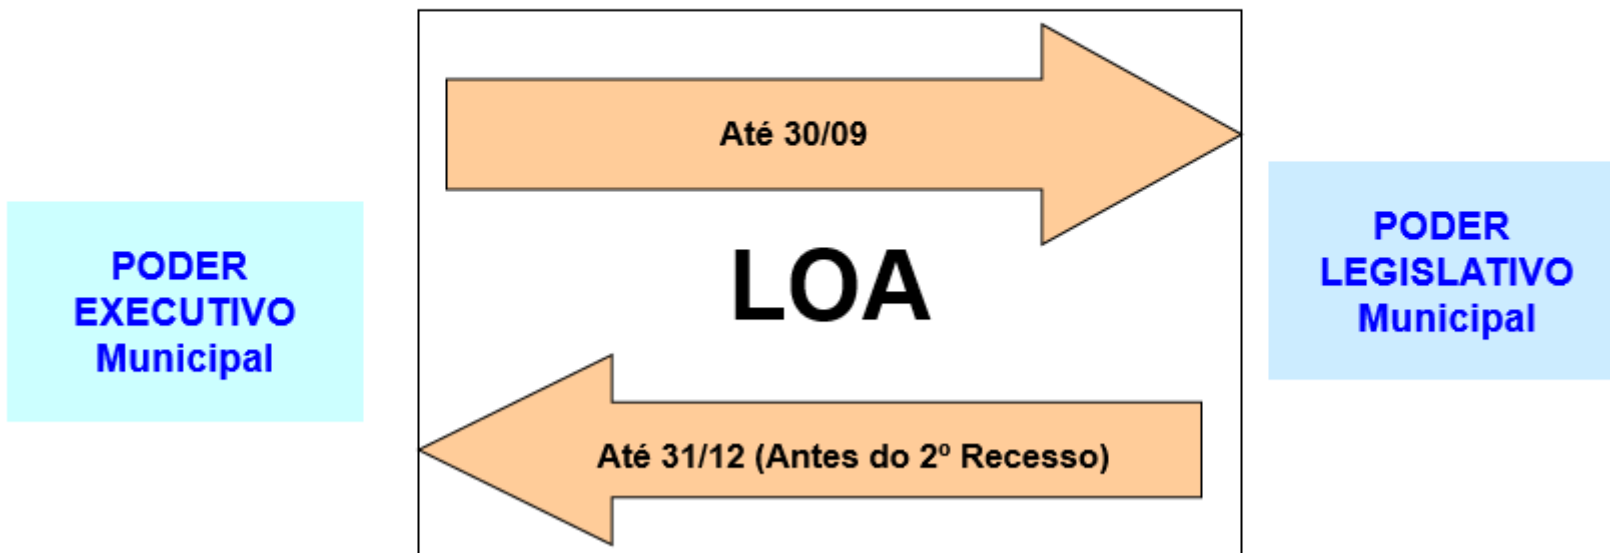 Até 30/09
PODER
EXECUTIVO
Municipal
LOA
PODER
LEGISLATIVO
Municipal
Até 31/12 (Antes do 2º Recesso)